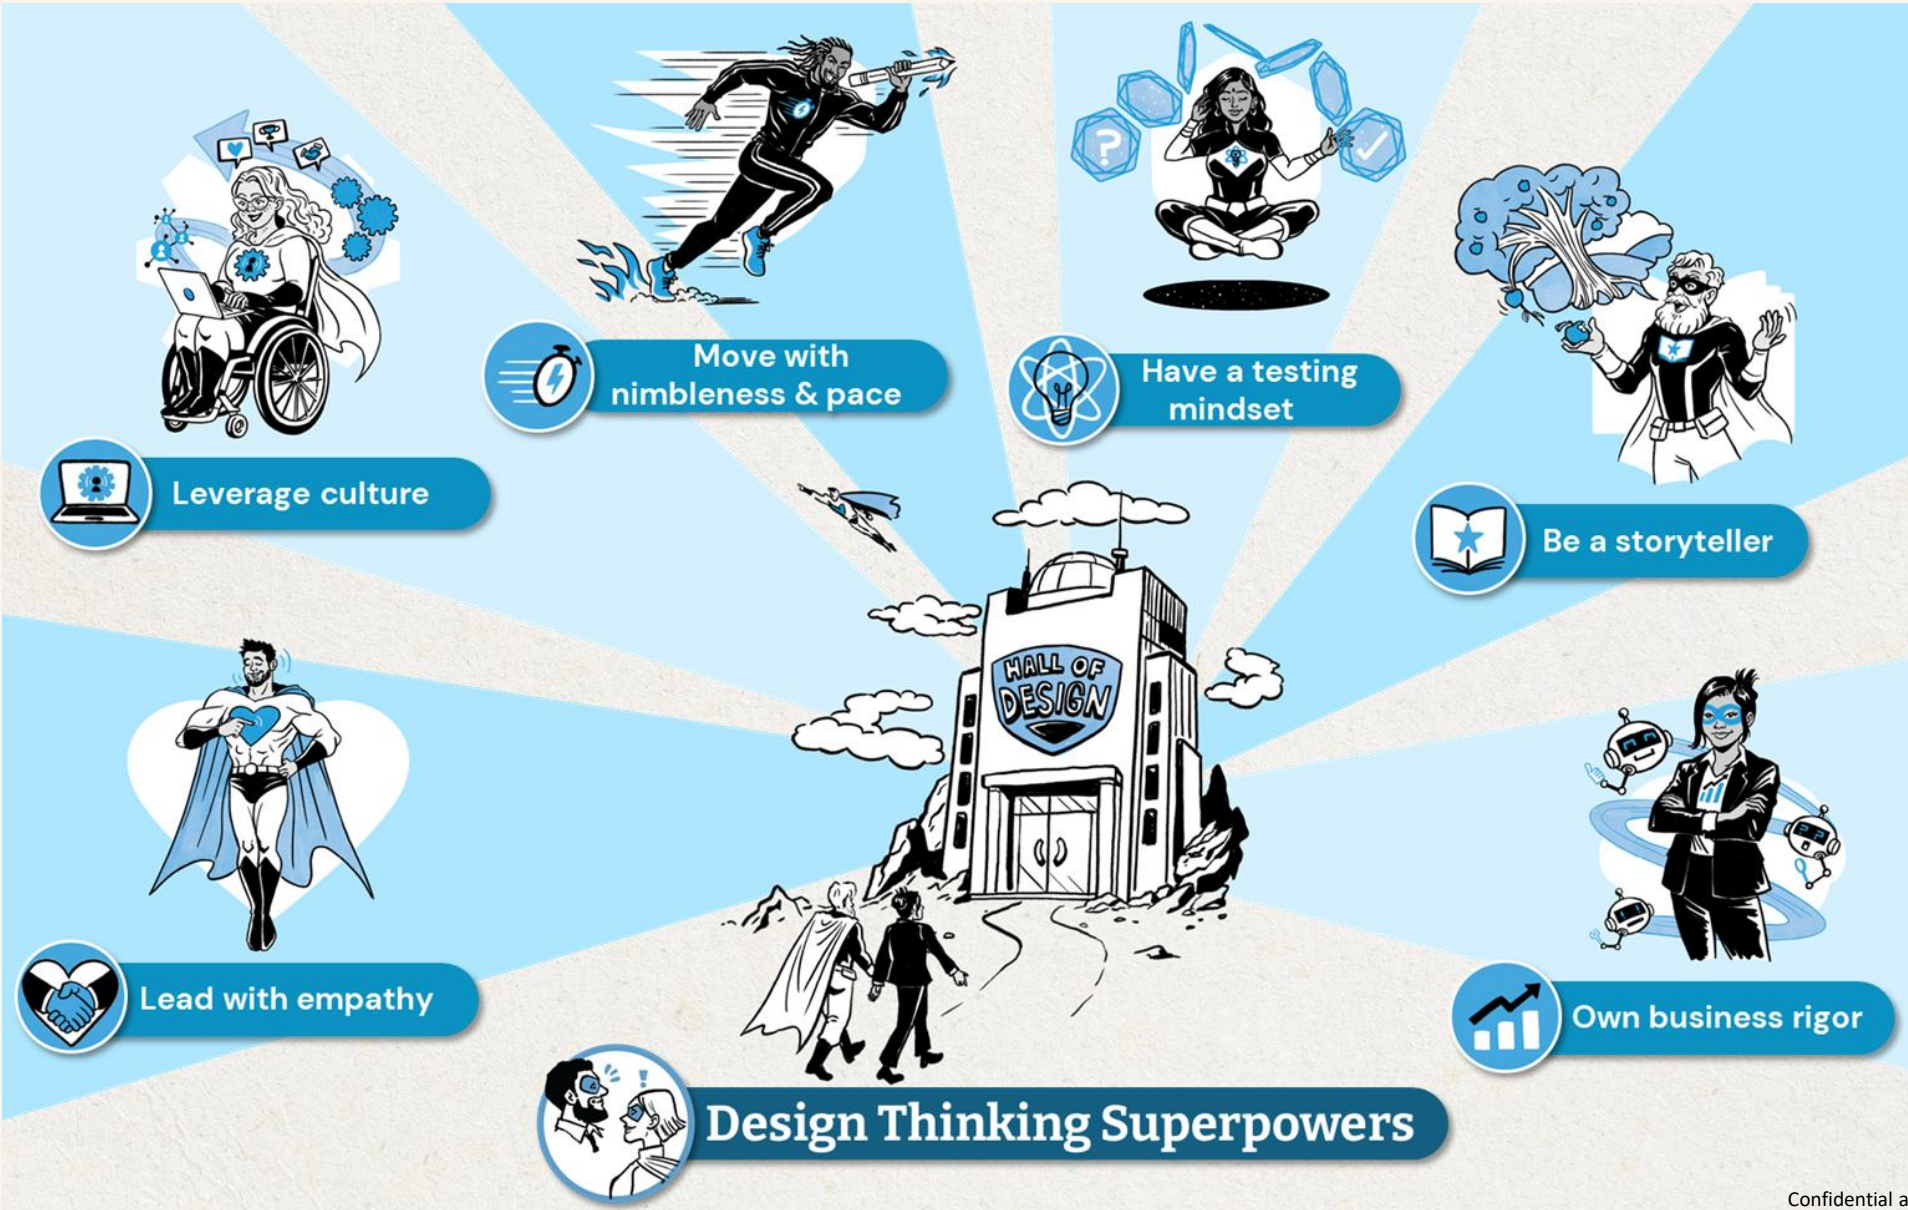 Move with
nimbleness & pace
Have a testing
mindset
Leverage culture
Be a storyteller
HALL OF
DESIGN
Lead with empathy
Own business rigor
Design Thinking Superpowers
Confidential a